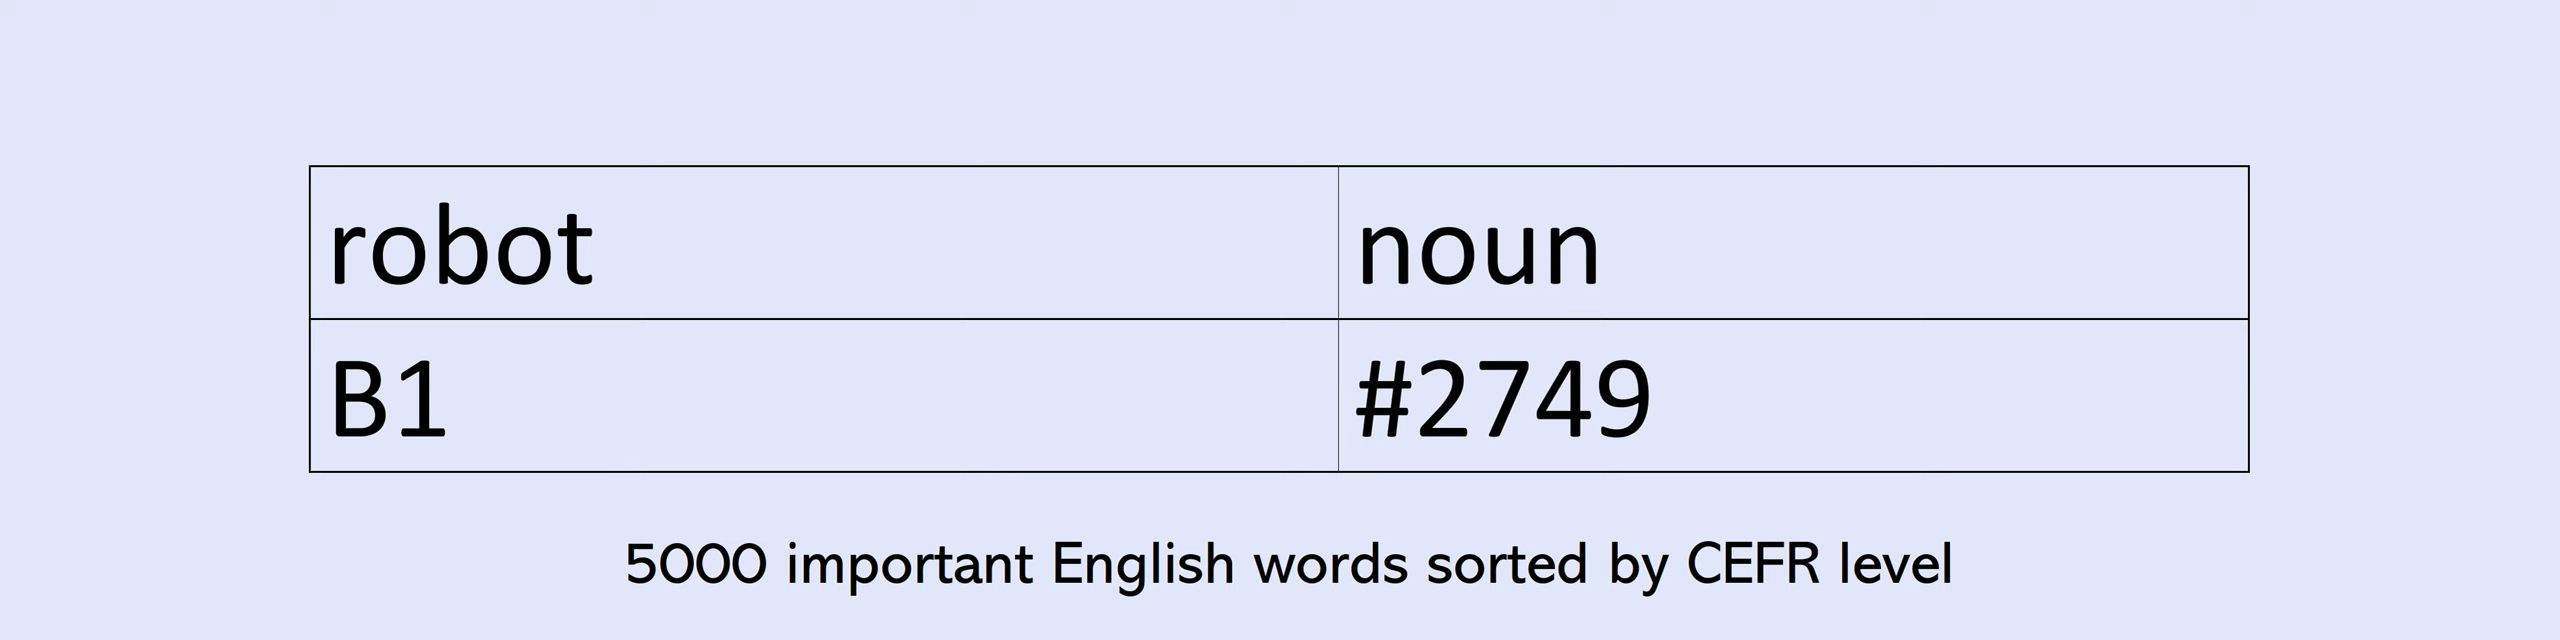 robot noun
B1 #2749
5000 important English words sorted by CEFR level